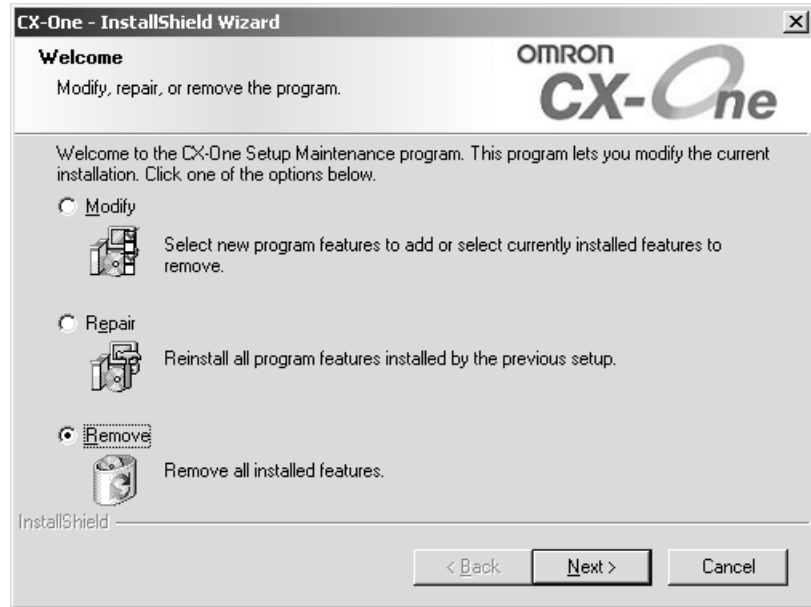 CX-One - InstallShield Wizard
Welcome
Modify, repair, or remove the program.
OMRON
CX-One
Welcome to the CX-One Setup Maintenance program. This program lets you modify the current
installation. Click one of the options below.
Modify
Select new program features to add or select currently installed features to
remove.
Repair
Reinstall all program features installed by the previous setup.
Remove
Remove all installed features.
InstallShield
< Back
Next >
Cancel